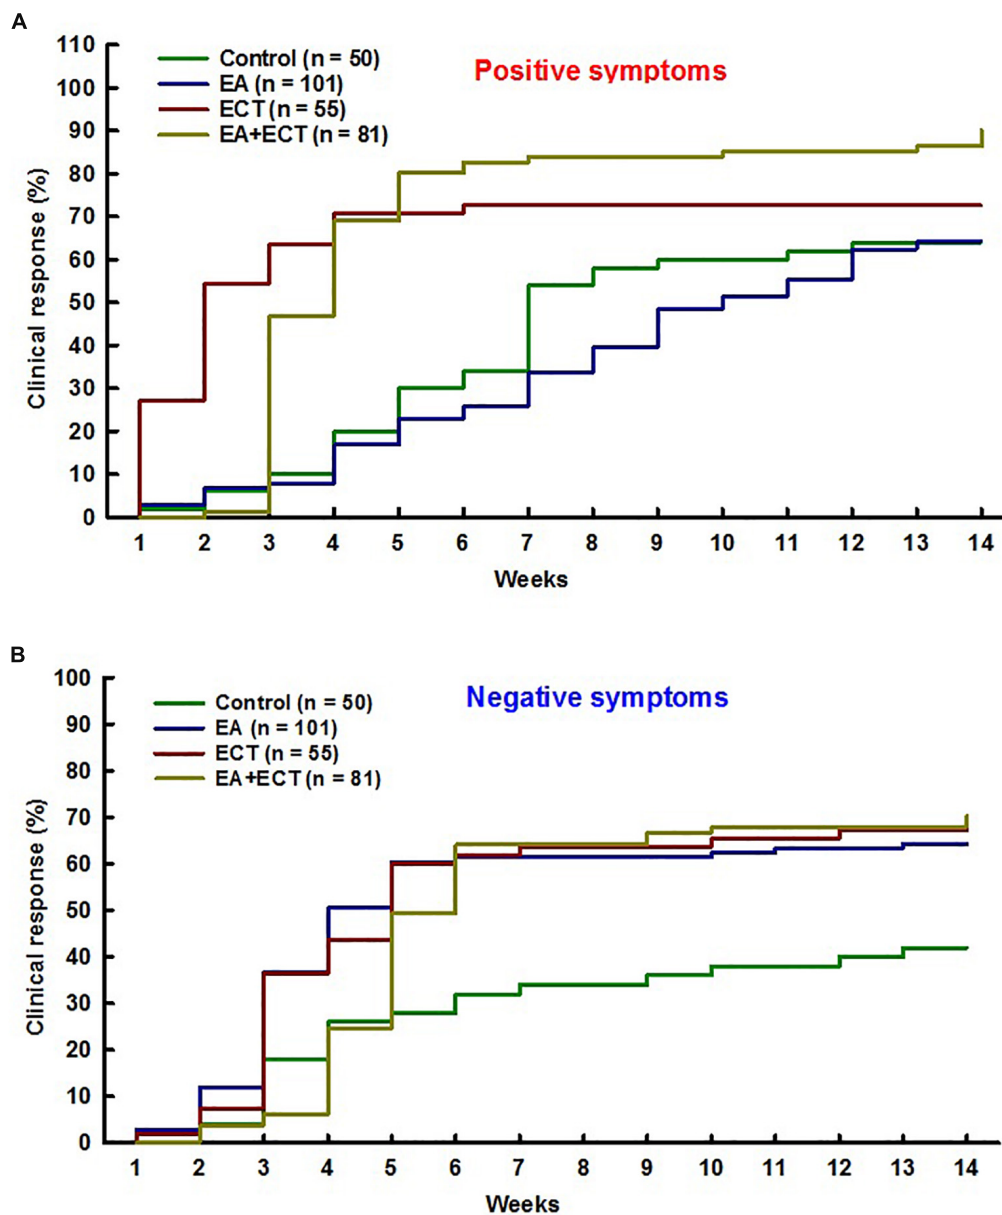 A
110
100
90
80
70
60
50
40
30
20
10
0
Clinical response (%)
Control (n = 50)
EA (n = 101)
ECT (n = 55)
EA+ECT (n = 81)
Positive symptoms
1 2 3 4 5 6 7 8 9 10 11 12 13 14
Weeks
B
100
90
80
70
60
50
40
30
20
10
0
Clinical response (%)
Control (n = 50)
EA (n = 101)
ECT (n = 55)
EA+ECT (n = 81)
Negative symptoms
1 2 3 4 5 6 7 8 9 10 11 12 13 14
Weeks